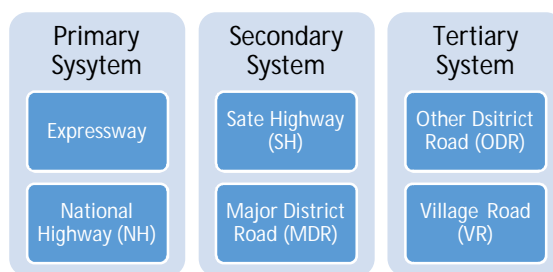 Primary
Sysytem
Expressway
National
Highway (NH)
Secondary
System
Sate Highway
(SH)
Major District
Road (MDR)
Tertiary
System
Other Dsitrict
Road (ODR)
Village Road
(VR)